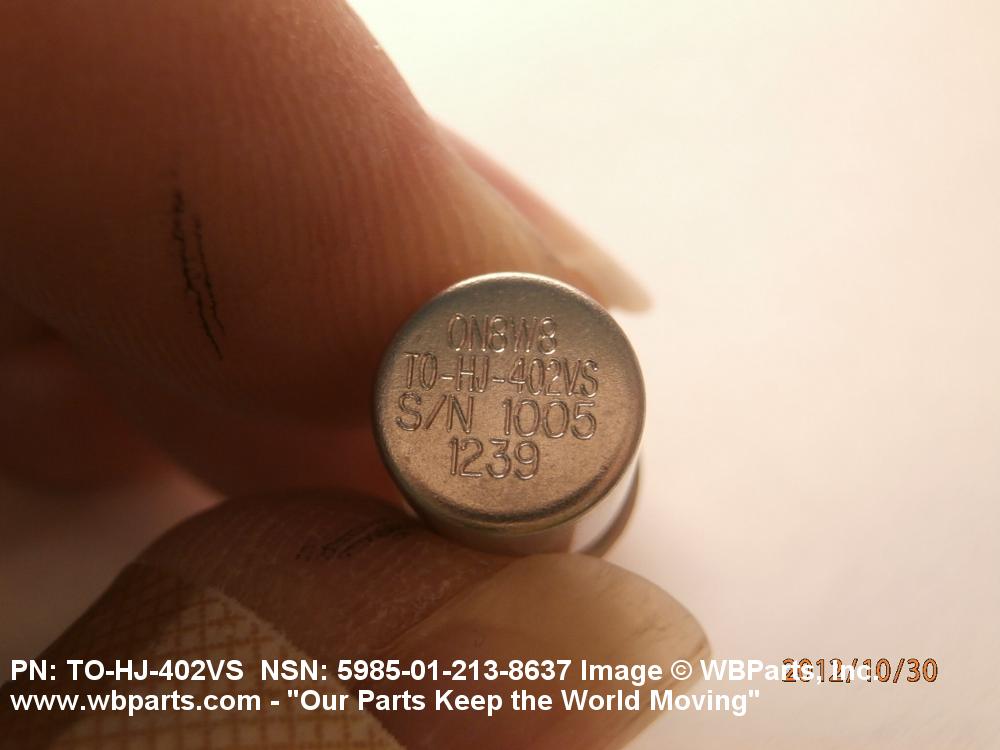 0N8W8
TO-HJ-402VS
S/N 1005
1239
PN: TO-HJ-402VS NSN: 5985-01-213-8637 Image © WBParts, Inc.
2012/10/30
www.wbparts.com - "Our Parts Keep the World Moving"